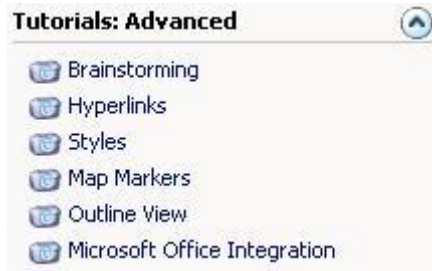 Tutorials: Advanced
Brainstorming
Hyperlinks
Styles
Map Markers
Outline View
Microsoft Office Integration